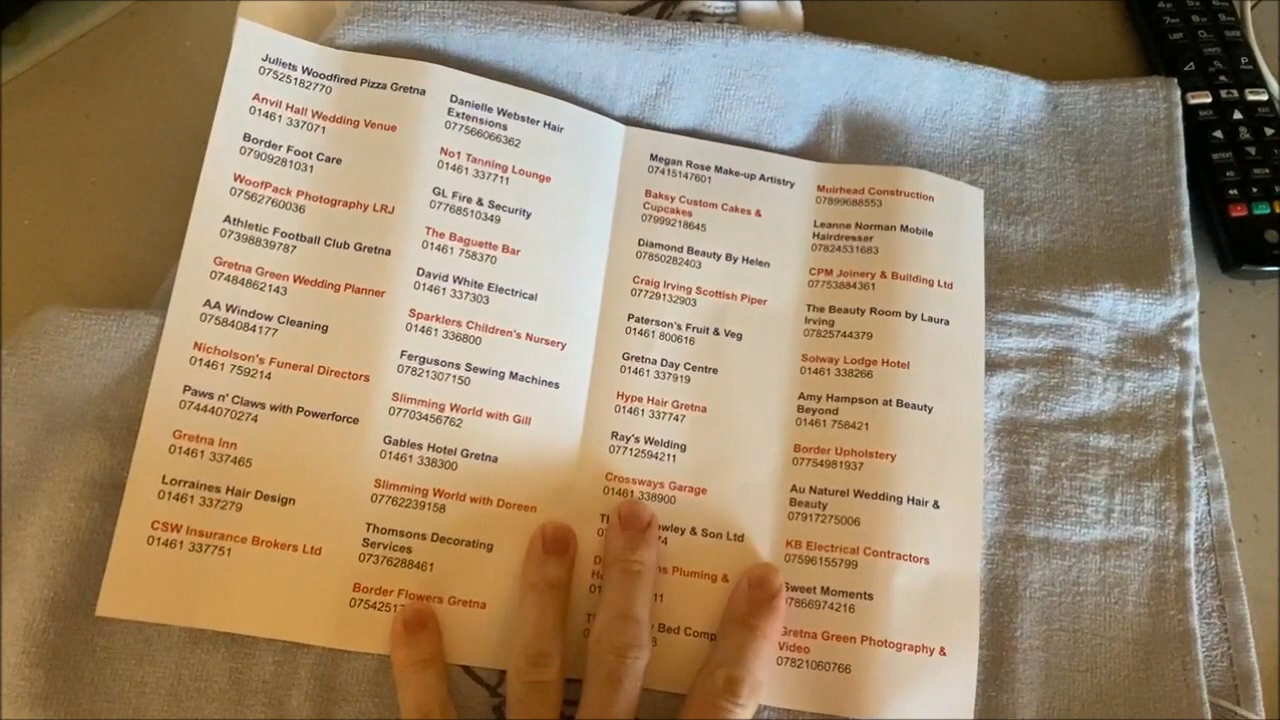 Juliets Woodfired Pizza Gretna
07525182770
Anvil Hall Wedding Venue
01461 337071
Border Foot Care
07909281031
WoofPack Photography LRJ
07562760036
Athletic Football Club Gretna
07398839787
Gretna Green Wedding Planner
07484862143
AA Window Cleaning
07584084177
Nicholson's Funeral Directors
01461 759214
Paws n' Claws with Powerforce
07444070274
Gretna Inn
01461 337465
Lorraines Hair Design
01461 337279
CSW Insurance Brokers Ltd
01461 337751
Danielle Webster Hair
Extensions
077566066362
No1 Tanning Lounge
01461 337711
GL Fire & Security
07768510349
The Baguette Bar
01461 758370
David White Electrical
01461 337303
Sparklers Children's Nursery
01461 336800
Fergusons Sewing Machines
07821307150
Slimming World with Gill
07703456762
Gables Hotel Gretna
01461 338300
Slimming World with Doreen
07762239158
Thomsons Decorating
Services
07376288461
Border Flowers Gretna
Megan Rose Make-up Artistry
07415147601
Baksy Custom Cakes &
Cupcakes
07999218645
Diamond Beauty By Helen
07850282403
Craig Irving Scottish Piper
07729132903
Paterson's Fruit & Veg
01461 800616
Gretna Day Centre
01461 337919
Hype Hair Gretna
01461 337747
Ray's Welding
07712594211
Crossways Garage
01461 338900
& Son Ltd
Pluming &
Bed Comp
Muirhead Construction
07899688553
Leanne Norman Mobile
Hairdresser
07824531683
CPM Joinery & Building Ltd
07753884361
The Beauty Room by Laura
Irving
07825744379
Solway Lodge Hotel
01461 338266
Amy Hampson at Beauty
Beyond
01461 758421
Border Upholstery
07754981937
Au Naturel Wedding Hair &
Beauty
07917275006
KB Electrical Contractors
07596155799
Sweet Moments
07866974216
Gretna Green Photography &
Video
07821060766
LIST
GUIDE